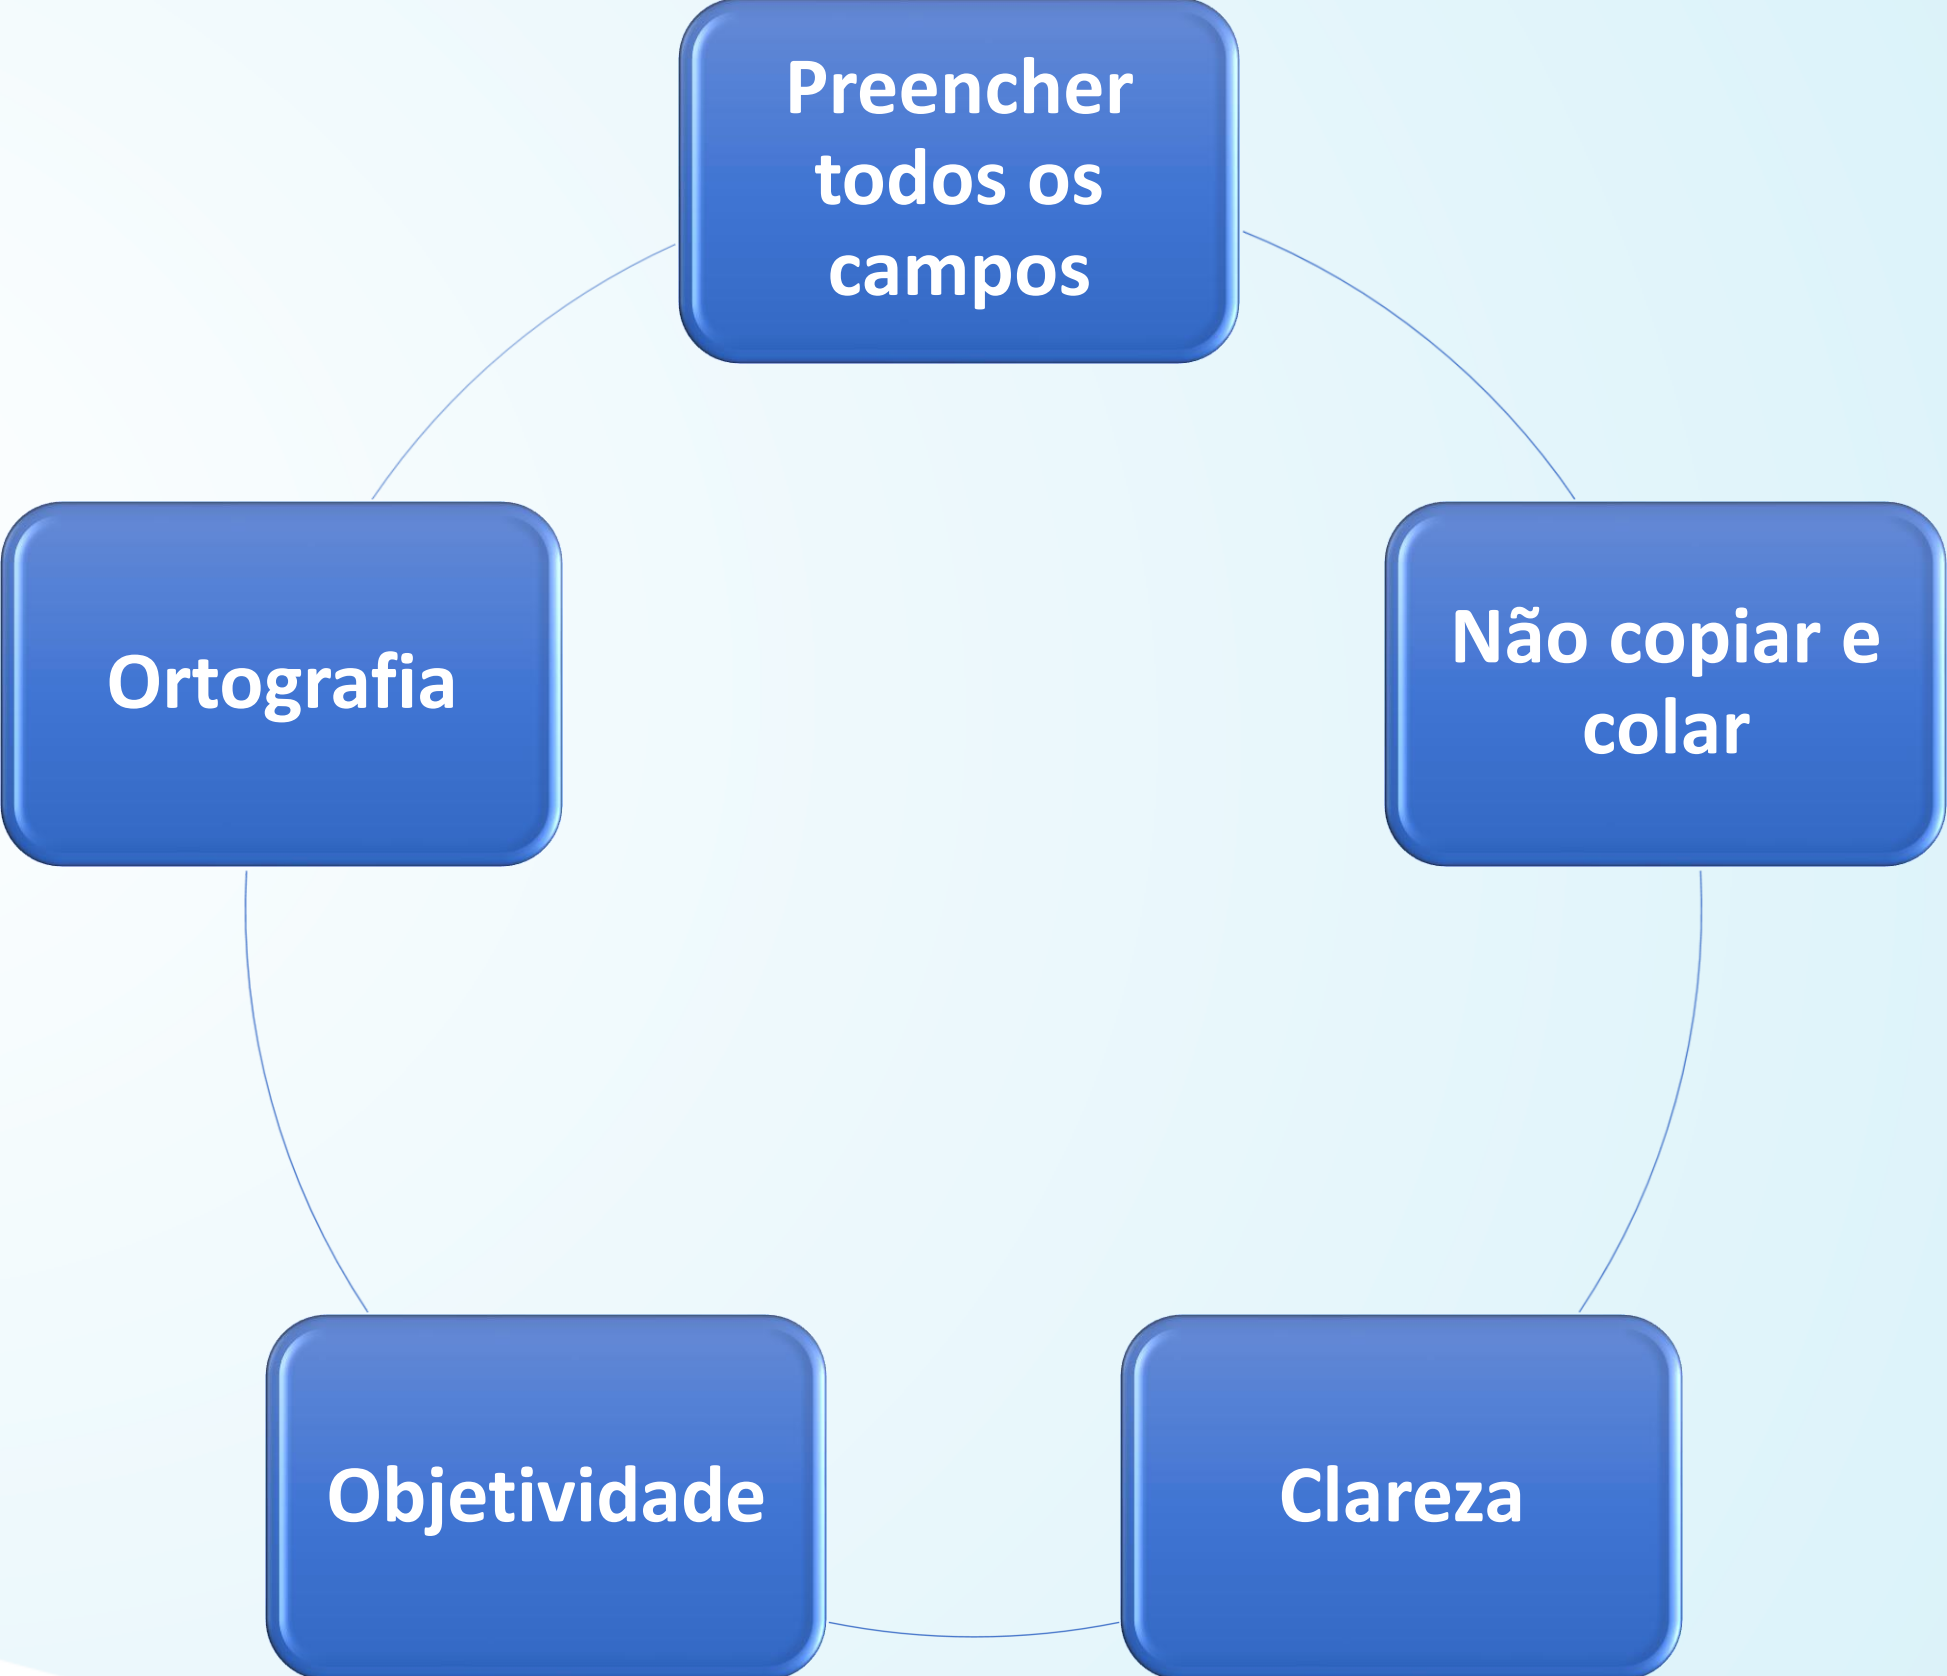 Preencher
todos os
campos
Não copiar e
colar
Clareza
Objetividade
Ortografia